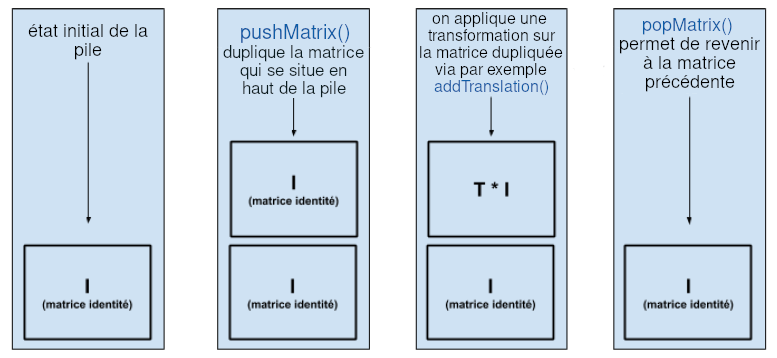 état initial de la
pile
I
(matrice identité)
pushMatrix()
duplique la matrice
qui se situe en
haut de la pile
I
(matrice identité)
I
(matrice identité)
on applique une
transformation sur
la matrice dupliquée
via par exemple
addTranslation()
T * I
I
(matrice identité)
popMatrix()
permet de revenir
à la matrice
précédente
I
(matrice identité)